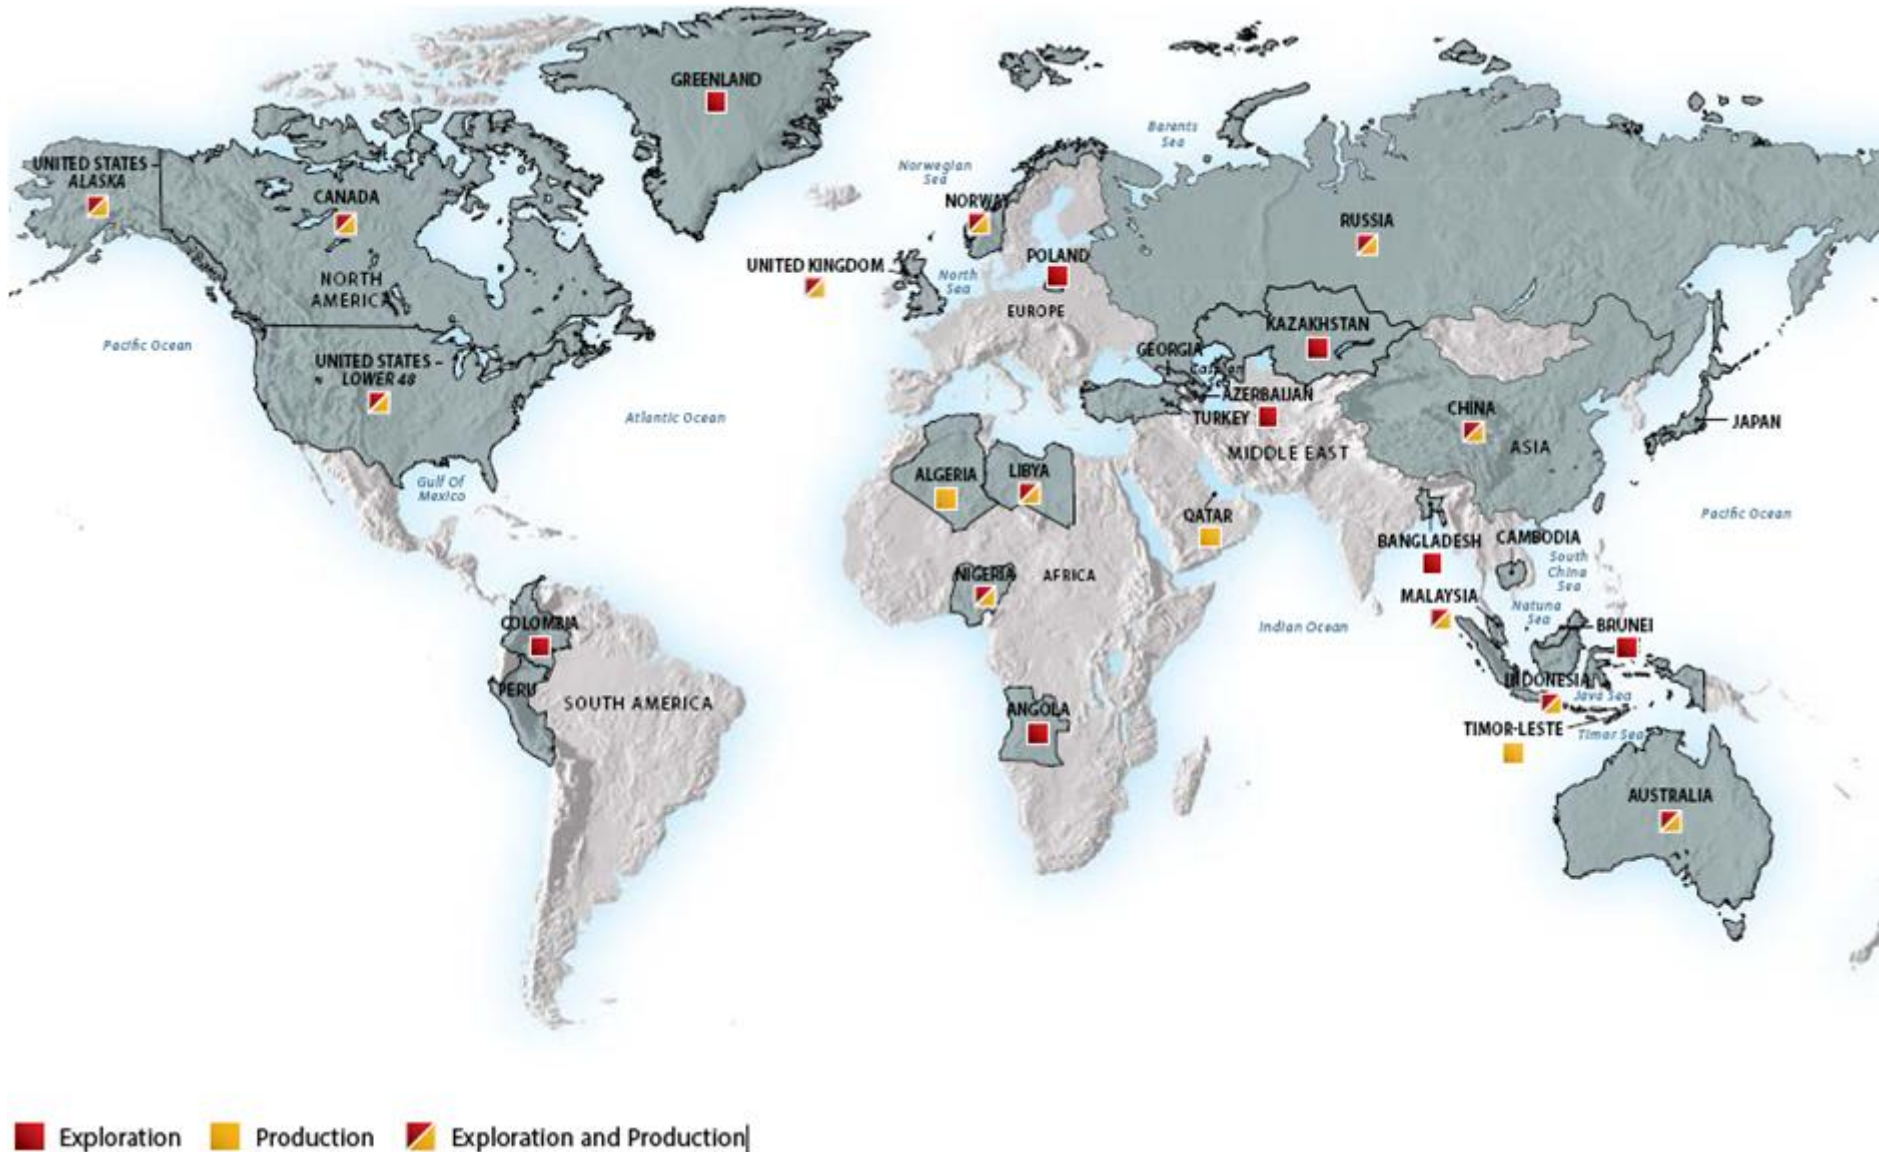 GREENLAND
Barents
Sea
UNITED STATES –
ALASKA
Norwegian
Sea
CANADA
NORWAY
RUSSIA
NORTH
AMERICA
UNITED KINGDOM
North
Sea
POLAND
EUROPE
KAZAKHSTAN
Pacific Ocean
UNITED STATES –
LOWER 48
GEORGIA
Caspian
Sea
AZERBAIJAN
TURKEY
MIDDLE EAST
CHINA
ASIA
JAPAN
Atlantic Ocean
Gulf Of
Mexico
ALGERIA
LIBYA
QATAR
Pacific Ocean
BANGLADESH
CAMBODIA
South
China
Sea
NIGERIA
AFRICA
MALAYSIA
Natuna
Sea
BRUNEI
COLOMBIA
Indian Ocean
PERU
SOUTH AMERICA
INDONESIA
Java Sea
ANGOLA
TIMOR-LESTE
Timor Sea
AUSTRALIA
Exploration
Production
Exploration and Production